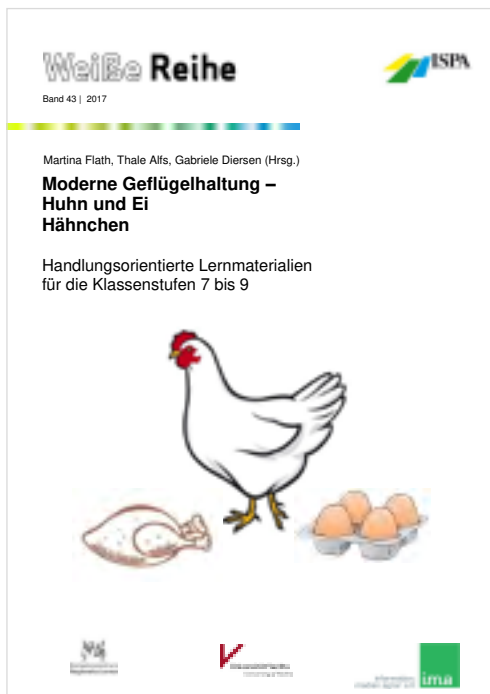 Weiße Reihe
ISPA
Band 43 | 2017
Martina Flath, Thale Alfs, Gabriele Diersen (Hrsg.)
Moderne Geflügelhaltung –
Huhn und Ei
Hähnchen
Handlungsorientierte Lernmaterialien
für die Klassenstufen 7 bis 9
i.m.a